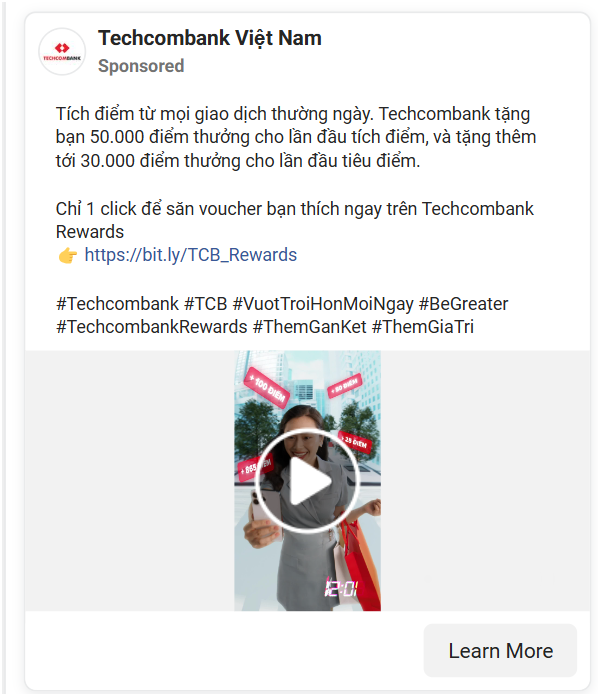 Techcombank Việt Nam
Sponsored
TECHCOMBANK
Tích điểm từ mọi giao dịch thường ngày. Techcombank tặng
bạn 50.000 điểm thưởng cho lần đầu tích điểm, và tặng thêm
tới 30.000 điểm thưởng cho lần đầu tiêu điểm.
Chỉ 1 click để săn voucher bạn thích ngay trên Techcombank
Rewards
👉 https://bit.ly/TCB_Rewards
#Techcombank #TCB #VuotTroiHonMoiNgay #BeGreater
#TechcombankRewards #ThemGanKet #ThemGiaTri
+ 100 ĐIỂM
+ 80 ĐIỂM
+ 25 ĐIỂM
ĐIỂM
12:01
Learn More